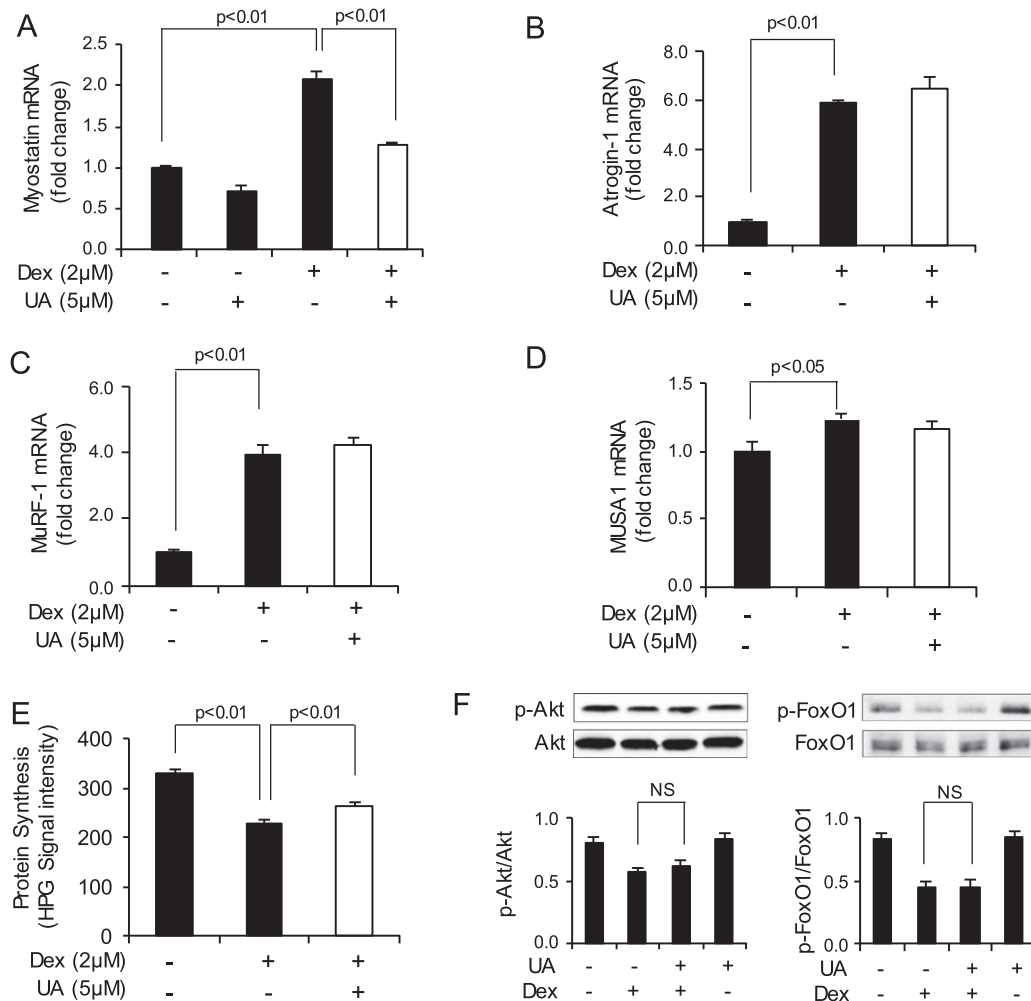 A
p<0.01
p<0.01
Myostatin mRNA
(fold change)
2.5
2.0
1.5
1.0
0.5
0.0
Dex (2µM) - - + +
UA (5µM) - + - +
B
p<0.01
Atrogin-1 mRNA
(fold change)
8.0
6.0
4.0
2.0
0.0
Dex (2µM) - + +
UA (5µM) - - +
C
p<0.01
MuRF-1 mRNA
(fold change)
6.0
4.0
2.0
0.0
Dex (2µM) - + +
UA (5µM) - - +
D
p<0.05
MUSA1 mRNA
(fold change)
1.5
1.0
0.5
0.0
Dex (2µM) - + +
UA (5µM) - - +
E
p<0.01 p<0.01
Protein Synthesis
(HPG Signal intensity)
400
300
200
100
0
Dex (2µM) - + +
UA (5µM) - - +
F
p-Akt
Akt
NS
p-Akt/Akt
1.0
0.5
0.0
UA - - + +
Dex - + + -
p-FoxO1
FoxO1
NS
p-FoxO1/FoxO1
1.0
0.5
0.0
UA - - + +
Dex - + + -